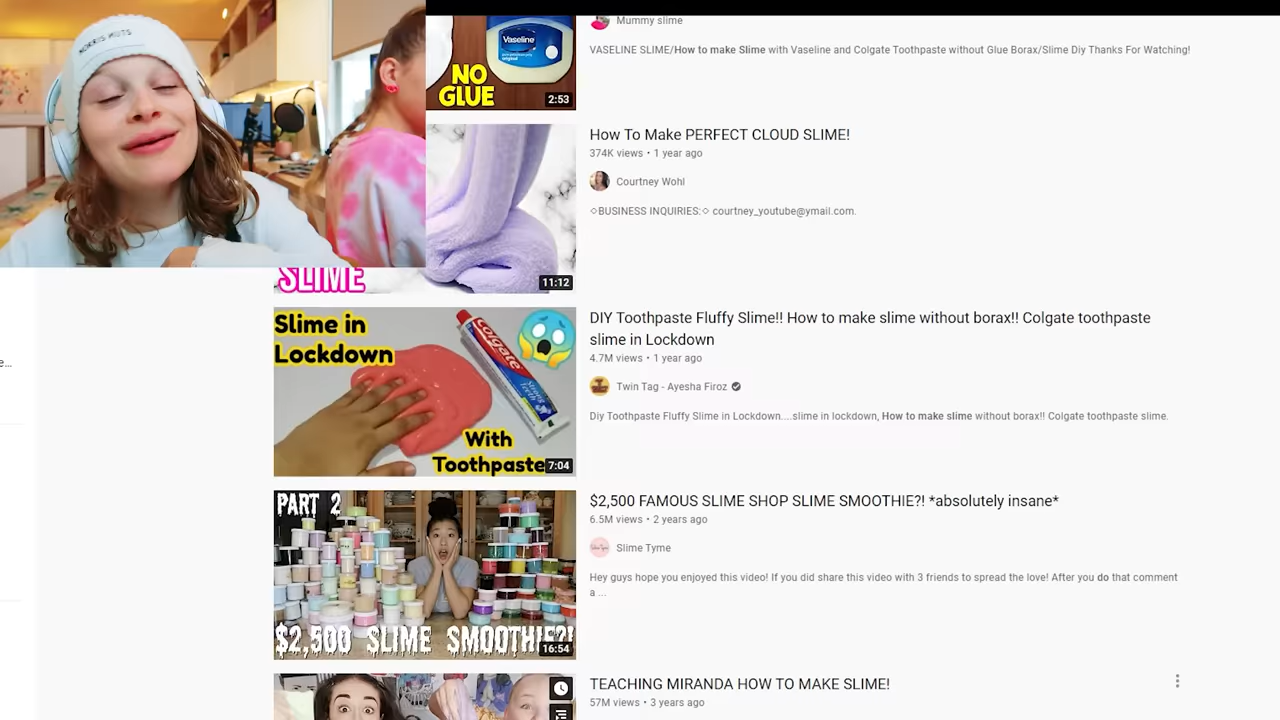 NORRIS NUTS
Vaseline
NO
GLUE
2:53
Mummy slime
VASELINE SLIME/How to make Slime with Vaseline and Colgate Toothpaste without Glue Borax/Slime Diy Thanks For Watching!
SLIME
11:12
How To Make PERFECT CLOUD SLIME!
374K views • 1 year ago
Courtney Wohl
◇BUSINESS INQUIRIES:◇ courtney_youtube@ymail.com.
e...
Slime in
Lockdown
Colgate
Strong
Teeth
With
Toothpaste
7:04
DIY Toothpaste Fluffy Slime!! How to make slime without borax!! Colgate toothpaste
slime in Lockdown
4.7M views • 1 year ago
Twin Tag - Ayesha Firoz
Diy Toothpaste Fluffy Slime in Lockdown....slime in lockdown, How to make slime without borax!! Colgate toothpaste slime.
PART 2
$2,500 SLIME SMOOTHIE?!
16:54
$2,500 FAMOUS SLIME SHOP SLIME SMOOTHIE?! *absolutely insane*
6.5M views • 2 years ago
Slime Tyme
Hey guys hope you enjoyed this video! If you did share this video with 3 friends to spread the love! After you do that comment
a ...
TEACHING MIRANDA HOW TO MAKE SLIME!
57M views • 3 years ago